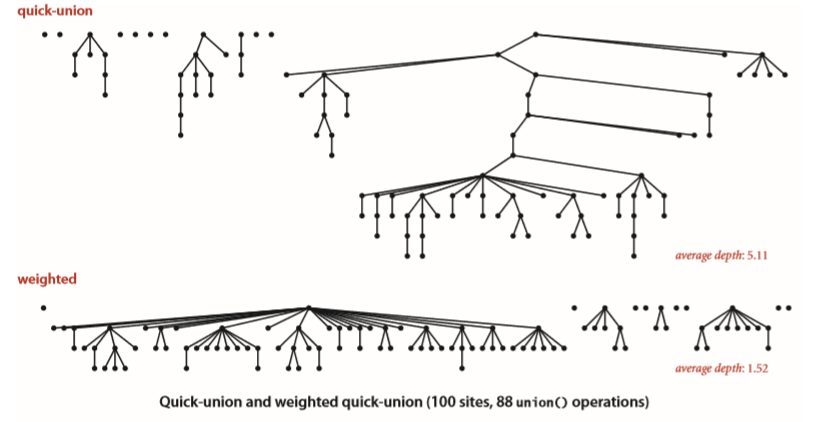 quick-union
average depth: 5.11
weighted
average depth: 1.52
Quick-union and weighted quick-union (100 sites, 88 union() operations)